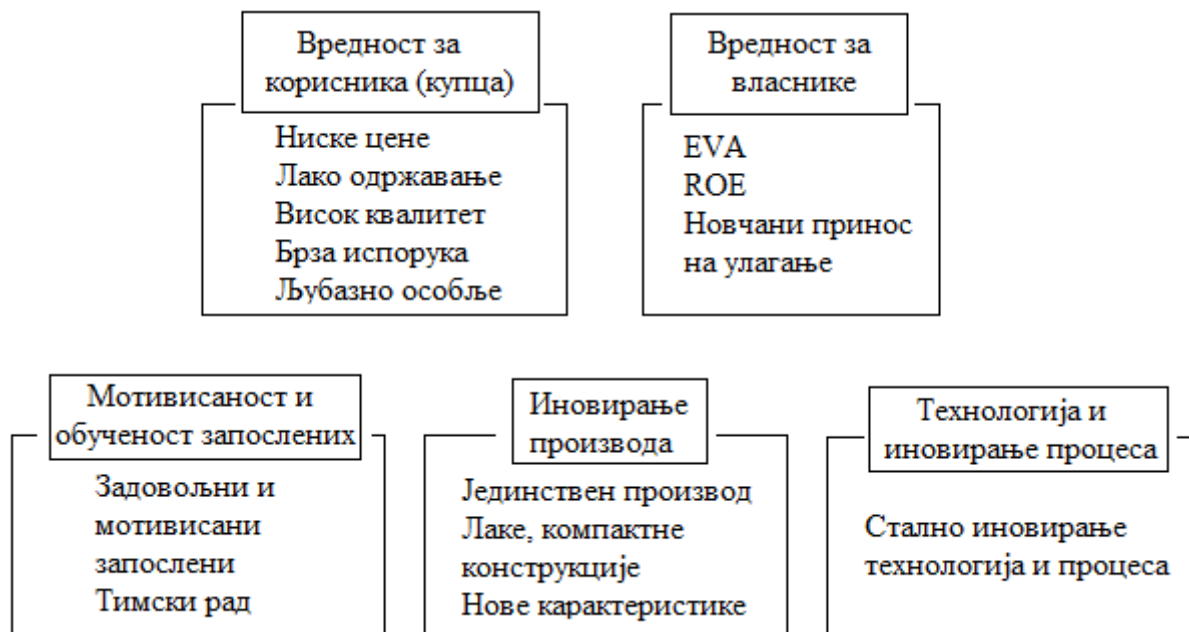 Вредност за
корисника (купца)
Ниске цене
Лако одржавање
Висок квалитет
Брза испорука
Љубазно особље
Вредност за
власнике
EVA
ROE
Новчани принос
на улагање
Мотивисаност и
обученост запослених
Задовољни и
мотивисани
запослени
Тимски рад
Иновирање
производа
Јединствен производ
Лаке, компактне
конструкције
Нове карактеристике
Технологија и
иновирање процеса
Стално иновирање
технологија и процеса